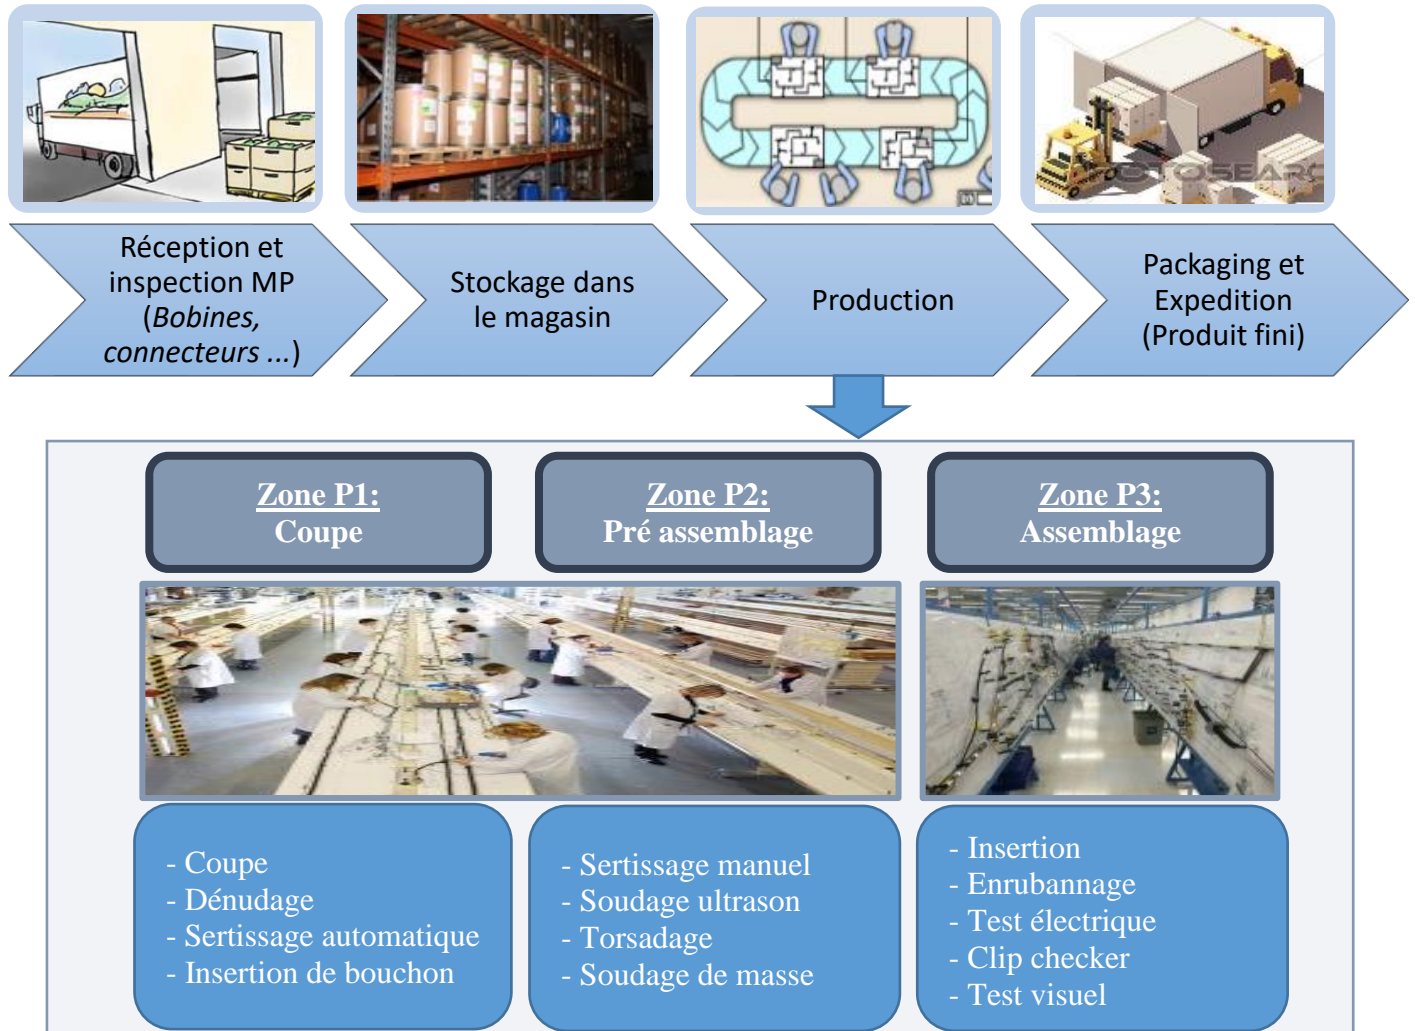 Réception et
inspection MP
(Bobines,
connecteurs ...)
Stockage dans
le magasin
Production
Packaging et
Expedition
(Produit fini)
Zone P1:
Coupe
Zone P2:
Pré assemblage
Zone P3:
Assemblage
- Coupe
- Dénudage
- Sertissage automatique
- Insertion de bouchon
- Sertissage manuel
- Soudage ultrason
- Torsadage
- Soudage de masse
- Insertion
- Enrubannage
- Test électrique
- Clip checker
- Test visuel